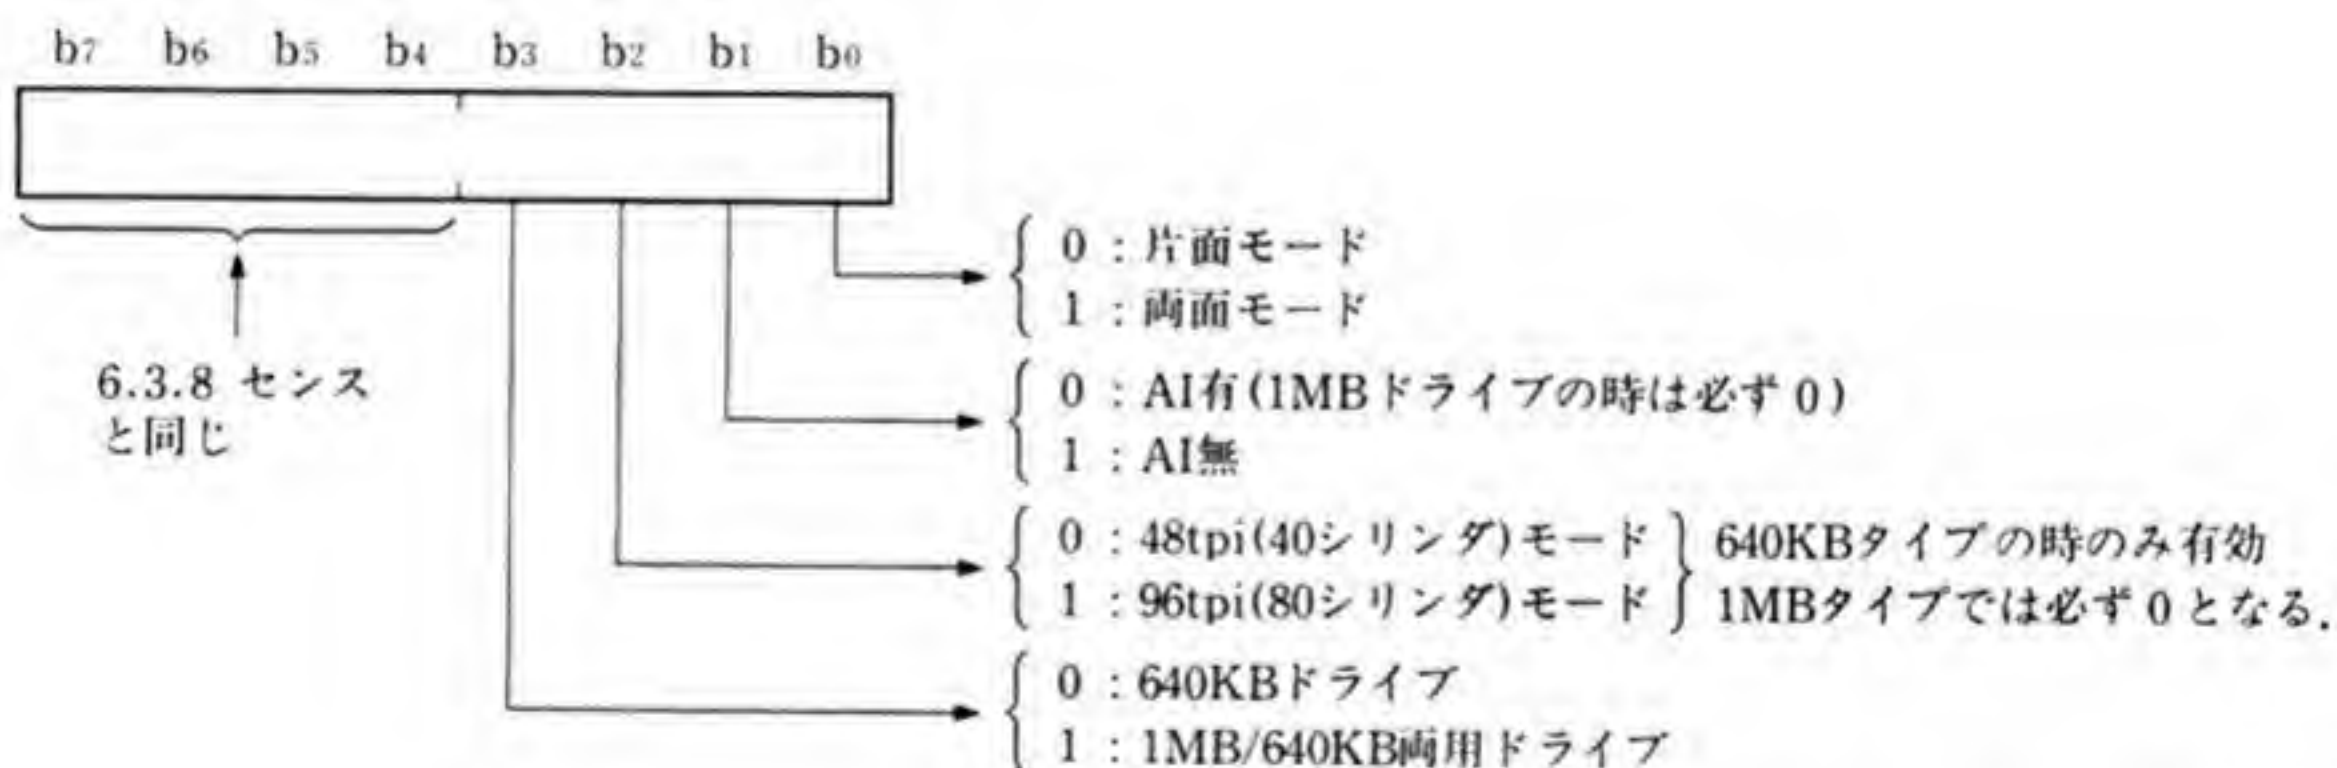 b7 b6 b5 b4 b3 b2 b1 b0
0 : 片面モード
1 : 両面モード
6.3.8 センス
と同じ
0 : AI有(1MBドライブの時は必ず0)
1 : AI無
0 : 48tpi(40シリンダ)モード
1 : 96tpi(80シリンダ)モード
640KBタイプの時のみ有効
1MBタイプでは必ず0となる.
0 : 640KBドライブ
1 : 1MB/640KB両用ドライブ